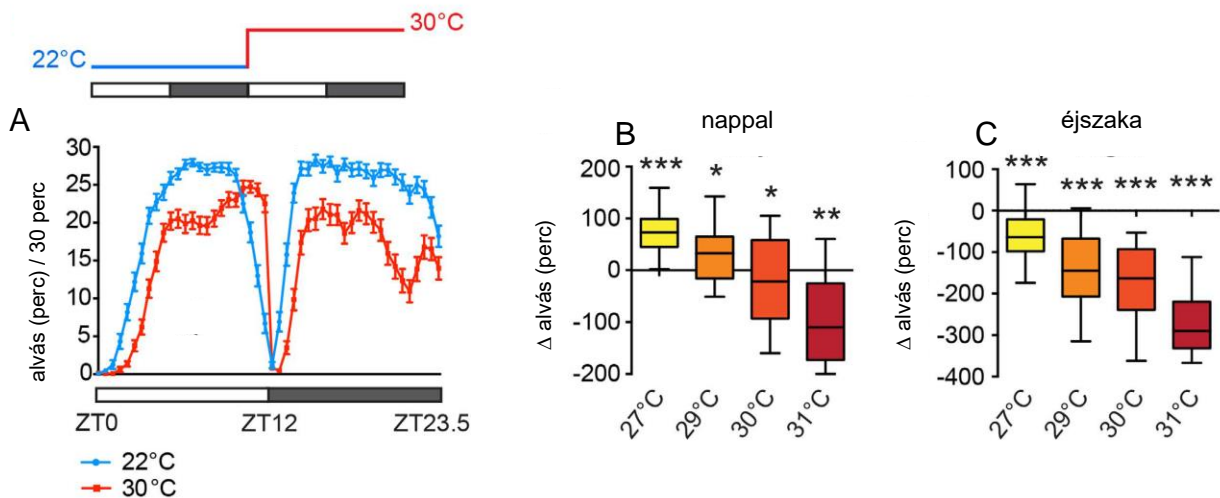 30°C
22°C
A
30
25
20
15
10
5
0
alvás (perc) / 30 perc
ZT0
ZT12
ZT23.5
22°C
30°C
B
nappal
200
100
0
-100
-200
Δ alvás (perc)
***
*
*
**
27°C
29°C
30°C
31°C
C
éjszaka
100
0
-100
-200
-300
-400
Δ alvás (perc)
***
***
***
***
27°C
29°C
30°C
31°C